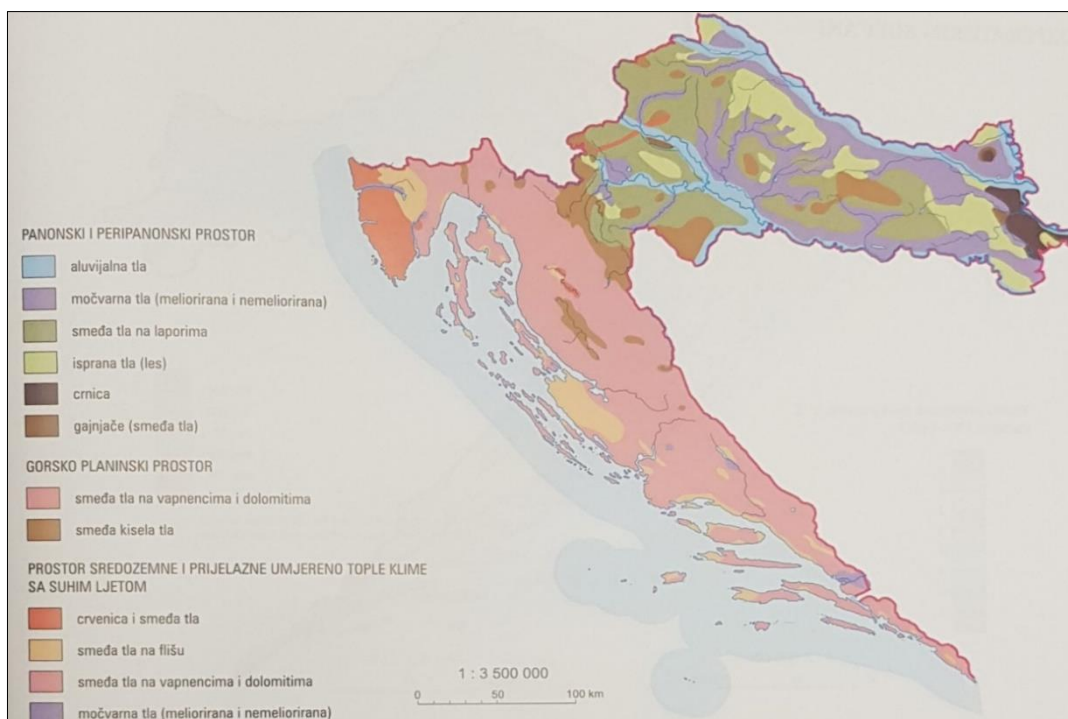 PANONSKI I PERIPANONSKI PROSTOR
aluvijalna tla
močvarna tla (meliorirana i nemeliorirana)
smeđa tla na laporima
isprana tla (les)
crnica
gajnjače (smeđa tla)
GORSKO PLANINSKI PROSTOR
smeđa tla na vapnencima i dolomitima
smeđa kisela tla
PROSTOR SREDOZEMNE I PRIJELAZNE UMJERENO TOPLE KLIME
SA SUHIM LJETOM
crvenica i smeđa tla
smeđa tla na flišu
smeđa tla na vapnencima i dolomitima
močvarna tla (meliorirana i nemeliorirana)
1 : 3 500 000
0 50 100 km